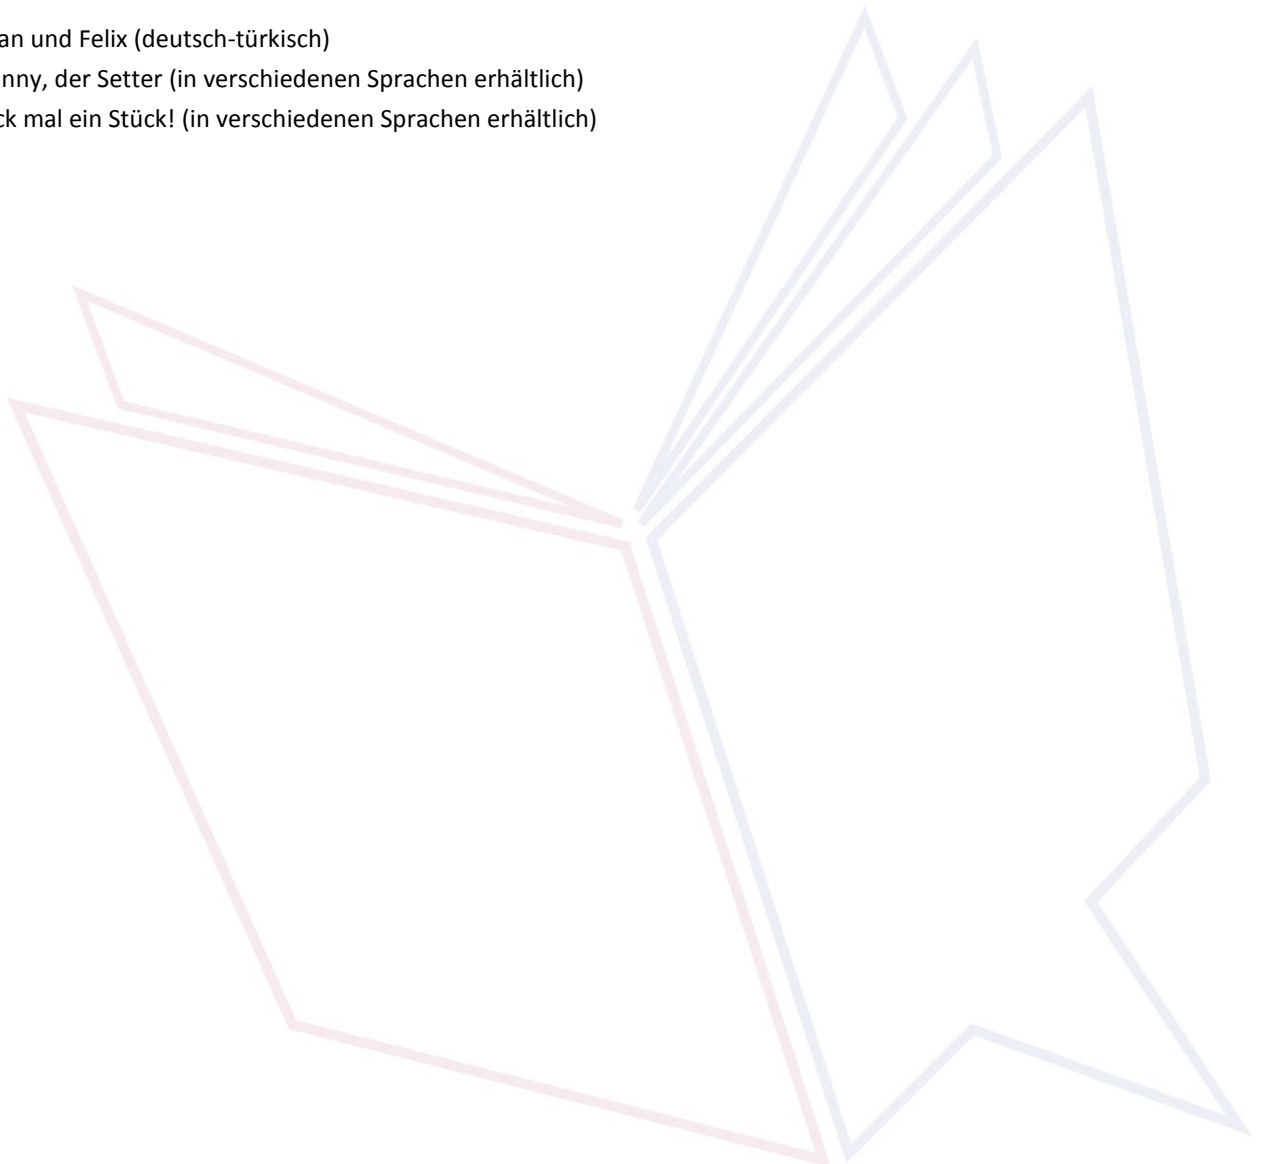 an und Felix (deutsch-türkisch)
nny, der Setter (in verschiedenen Sprachen erhältlich)
ck mal ein Stück! (in verschiedenen Sprachen erhältlich)